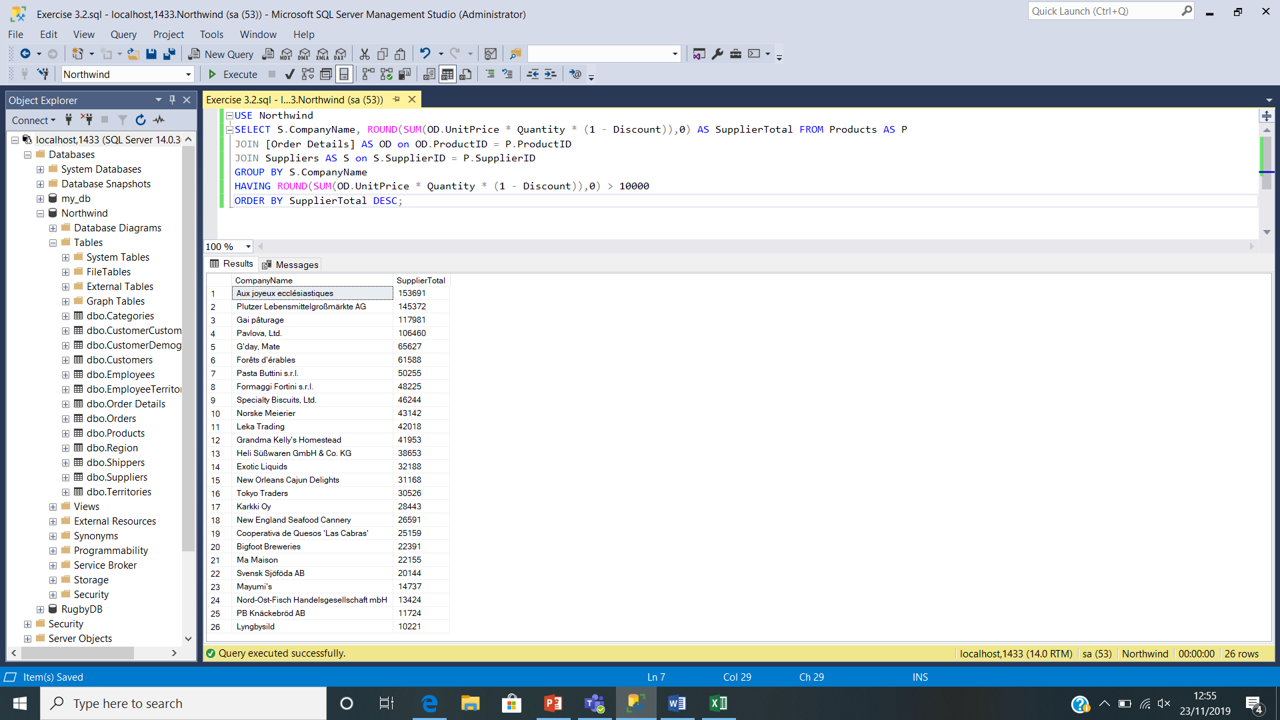 Exercise 3.2.sql - localhost,1433.Northwind (sa (53)) - Microsoft SQL Server Management Studio (Administrator)
Quick Launch (Ctrl+Q)
File Edit View Query Project Tools Window Help
New Query MDX DMX XMLA DAX
Northwind Execute
Object Explorer
Exercise 3.2.sql - l...3.Northwind (sa (53))
Connect
localhost,1433 (SQL Server 14.0.3
Databases
System Databases
Database Snapshots
my_db
Northwind
Database Diagrams
Tables
System Tables
FileTables
External Tables
Graph Tables
dbo.Categories
dbo.CustomerCustom
dbo.CustomerDemog
dbo.Customers
dbo.Employees
dbo.EmployeeTerritor
dbo.Order Details
dbo.Orders
dbo.Products
dbo.Region
dbo.Shippers
dbo.Suppliers
dbo.Territories
Views
External Resources
Synonyms
Programmability
Service Broker
Storage
Security
RugbyDB
Security
Server Objects
USE Northwind
SELECT S.CompanyName, ROUND(SUM(OD.UnitPrice * Quantity * (1 - Discount)),0) AS SupplierTotal FROM Products AS P
JOIN [Order Details] AS OD on OD.ProductID = P.ProductID
JOIN Suppliers AS S on S.SupplierID = P.SupplierID
GROUP BY S.CompanyName
HAVING ROUND(SUM(OD.UnitPrice * Quantity * (1 - Discount)),0) > 10000
ORDER BY SupplierTotal DESC;
100 %
Results Messages
CompanyName SupplierTotal
1 Aux joyeux ecclésiastiques 153691
2 Plutzer Lebensmittelgroßmärkte AG 145372
3 Gai pâturage 117981
4 Pavlova, Ltd. 106460
5 G'day, Mate 65627
6 Forêts d'érables 61588
7 Pasta Buttini s.r.l. 50255
8 Formaggi Fortini s.r.l. 48225
9 Specialty Biscuits, Ltd. 46244
10 Norske Meierier 43142
11 Leka Trading 42018
12 Grandma Kelly's Homestead 41953
13 Heli Süßwaren GmbH & Co. KG 38653
14 Exotic Liquids 32188
15 New Orleans Cajun Delights 31168
16 Tokyo Traders 30526
17 Karkki Oy 28443
18 New England Seafood Cannery 26591
19 Cooperativa de Quesos 'Las Cabras' 25159
20 Bigfoot Breweries 22391
21 Ma Maison 22155
22 Svensk Sjöföda AB 20144
23 Mayumi's 14737
24 Nord-Ost-Fisch Handelsgesellschaft mbH 13424
25 PB Knäckebröd AB 11724
26 Lyngbysild 10221
Query executed successfully. localhost,1433 (14.0 RTM) sa (53) Northwind 00:00:00 26 rows
Item(s) Saved Ln 7 Col 29 Ch 29 INS
Type here to search
12:55
23/11/2019
4